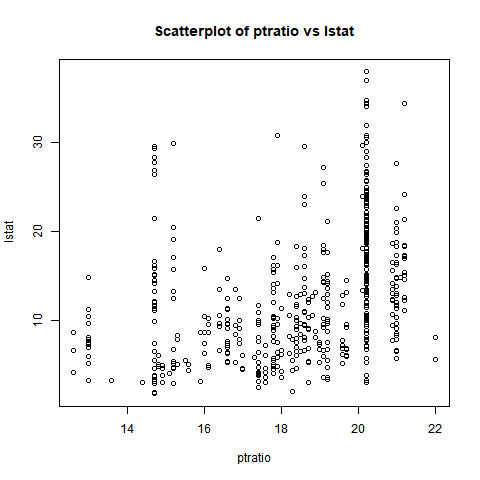 Scatterplot of ptratio vs lstat
30
20
10
lstat
14 16 18 20 22
ptratio